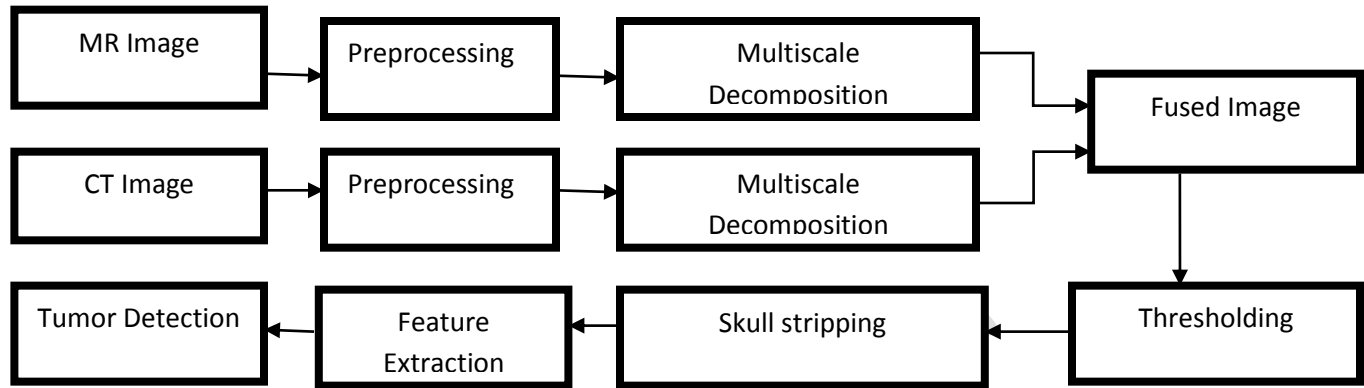 MR Image
Preprocessing
Multiscale
Decomposition
Fused Image
CT Image
Preprocessing
Multiscale
Decomposition
Tumor Detection
Feature
Extraction
Skull stripping
Thresholding